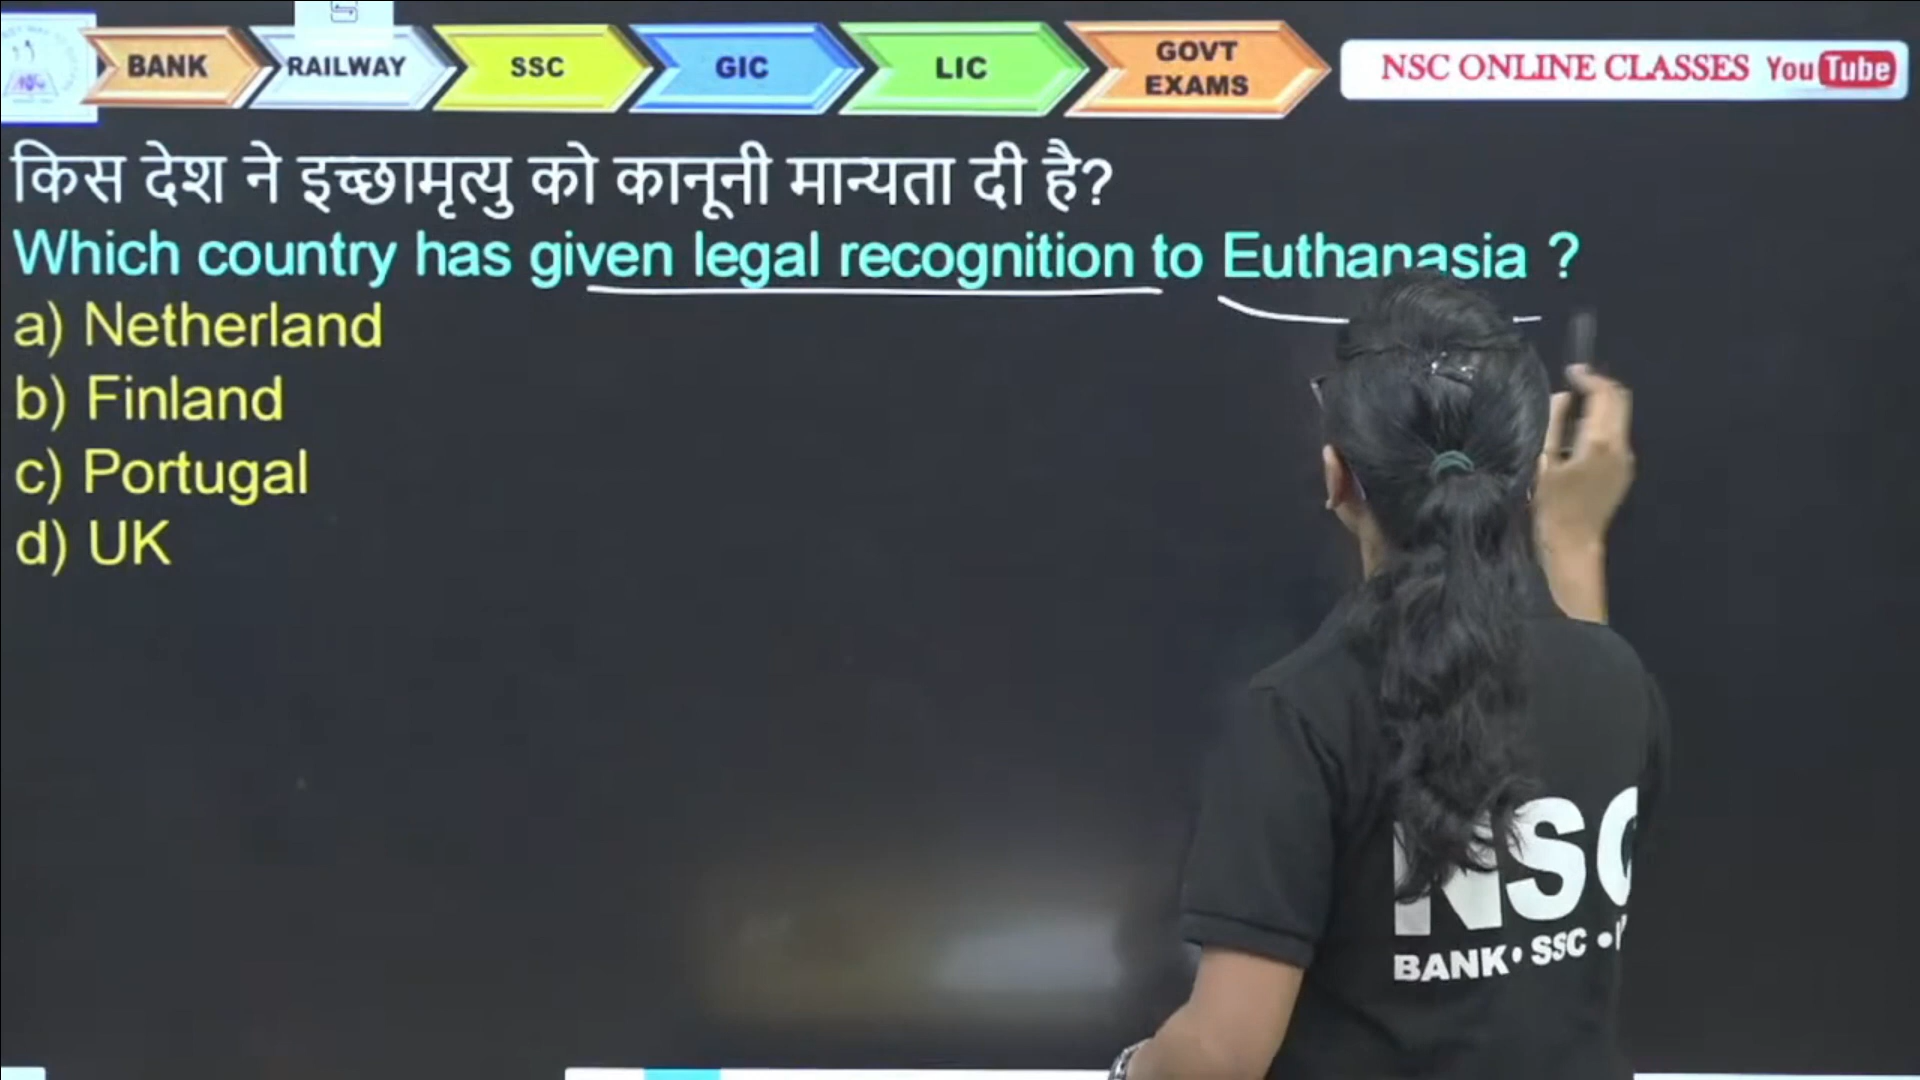 BANK
RAILWAY
SSC
GIC
LIC
GOVT
EXAMS
NSC ONLINE CLASSES YouTube
किस देश ने इच्छामृत्यु को कानूनी मान्यता दी है?
Which country has given legal recognition to Euthanasia ?
a) Netherland
b) Finland
c) Portugal
d) UK
NSC
BANK • SSC •